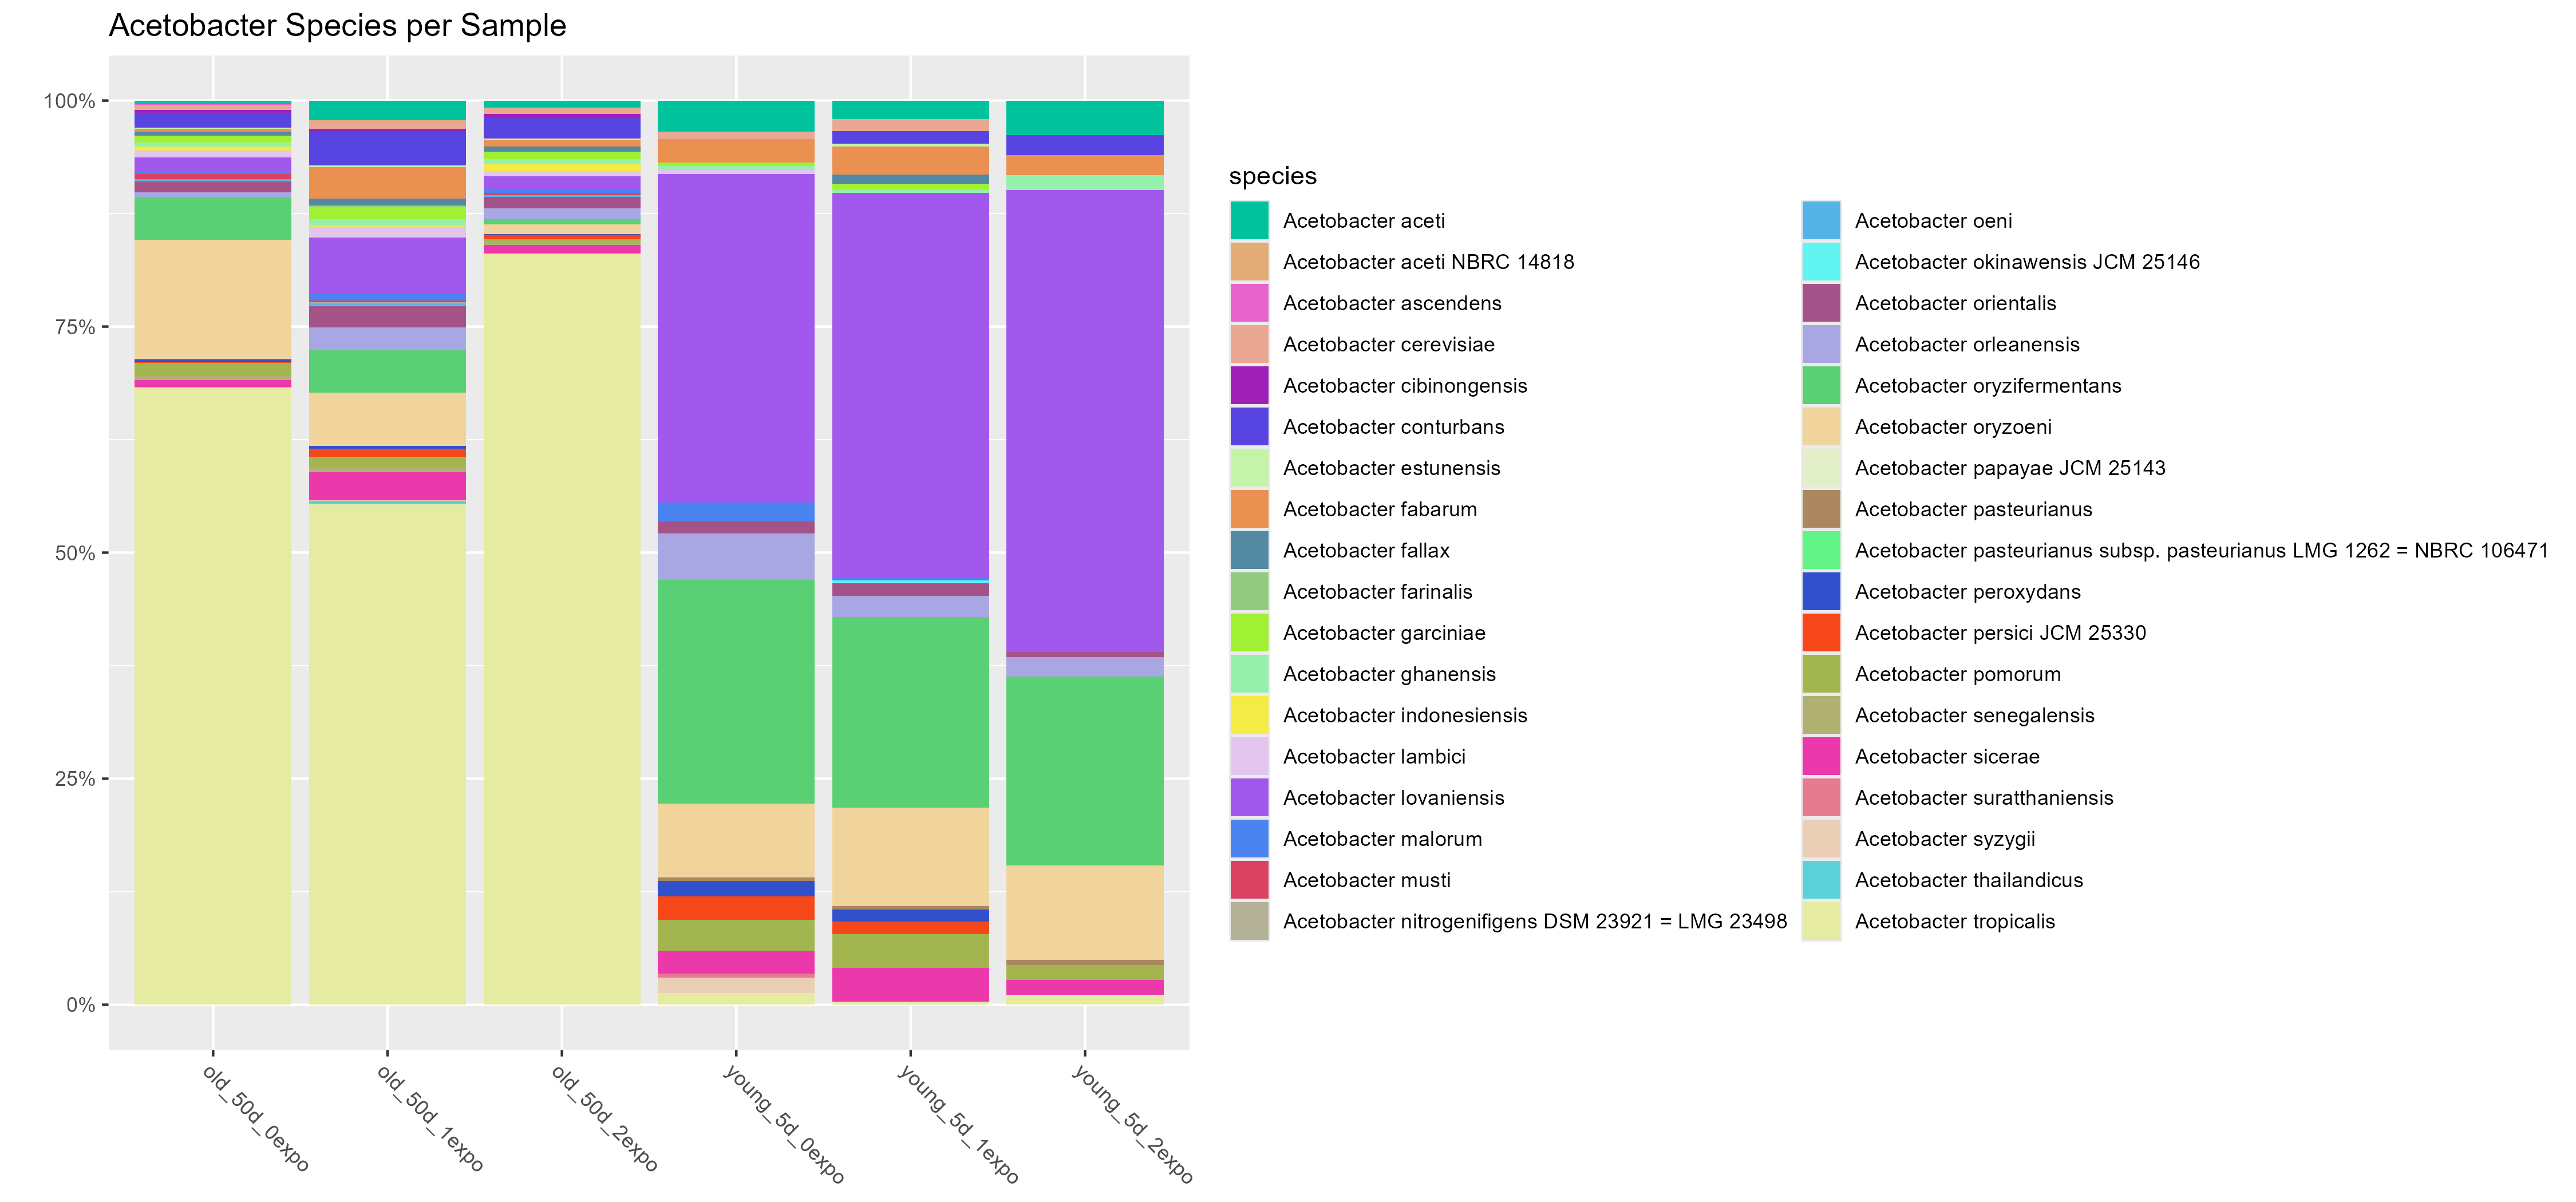 Acetobacter Species per Sample
100%
75%
50%
25%
0%
old_50d_0expo
old_50d_1expo
old_50d_2expo
young_5d_0expo
young_5d_1expo
young_5d_2expo
species
Acetobacter aceti
Acetobacter aceti NBRC 14818
Acetobacter ascendens
Acetobacter cerevisiae
Acetobacter cibinongensis
Acetobacter conturbans
Acetobacter estunensis
Acetobacter fabarum
Acetobacter fallax
Acetobacter farinalis
Acetobacter garciniae
Acetobacter ghanensis
Acetobacter indonesiensis
Acetobacter lambici
Acetobacter lovaniensis
Acetobacter malorum
Acetobacter musti
Acetobacter nitrogenifigens DSM 23921 = LMG 23498
Acetobacter oeni
Acetobacter okinawensis JCM 25146
Acetobacter orientalis
Acetobacter orleanensis
Acetobacter oryzifermentans
Acetobacter oryzoeni
Acetobacter papayae JCM 25143
Acetobacter pasteurianus
Acetobacter pasteurianus subsp. pasteurianus LMG 1262 = NBRC 106471
Acetobacter peroxydans
Acetobacter persici JCM 25330
Acetobacter pomorum
Acetobacter senegalensis
Acetobacter sicerae
Acetobacter suratthaniensis
Acetobacter syzygii
Acetobacter thailandicus
Acetobacter tropicalis